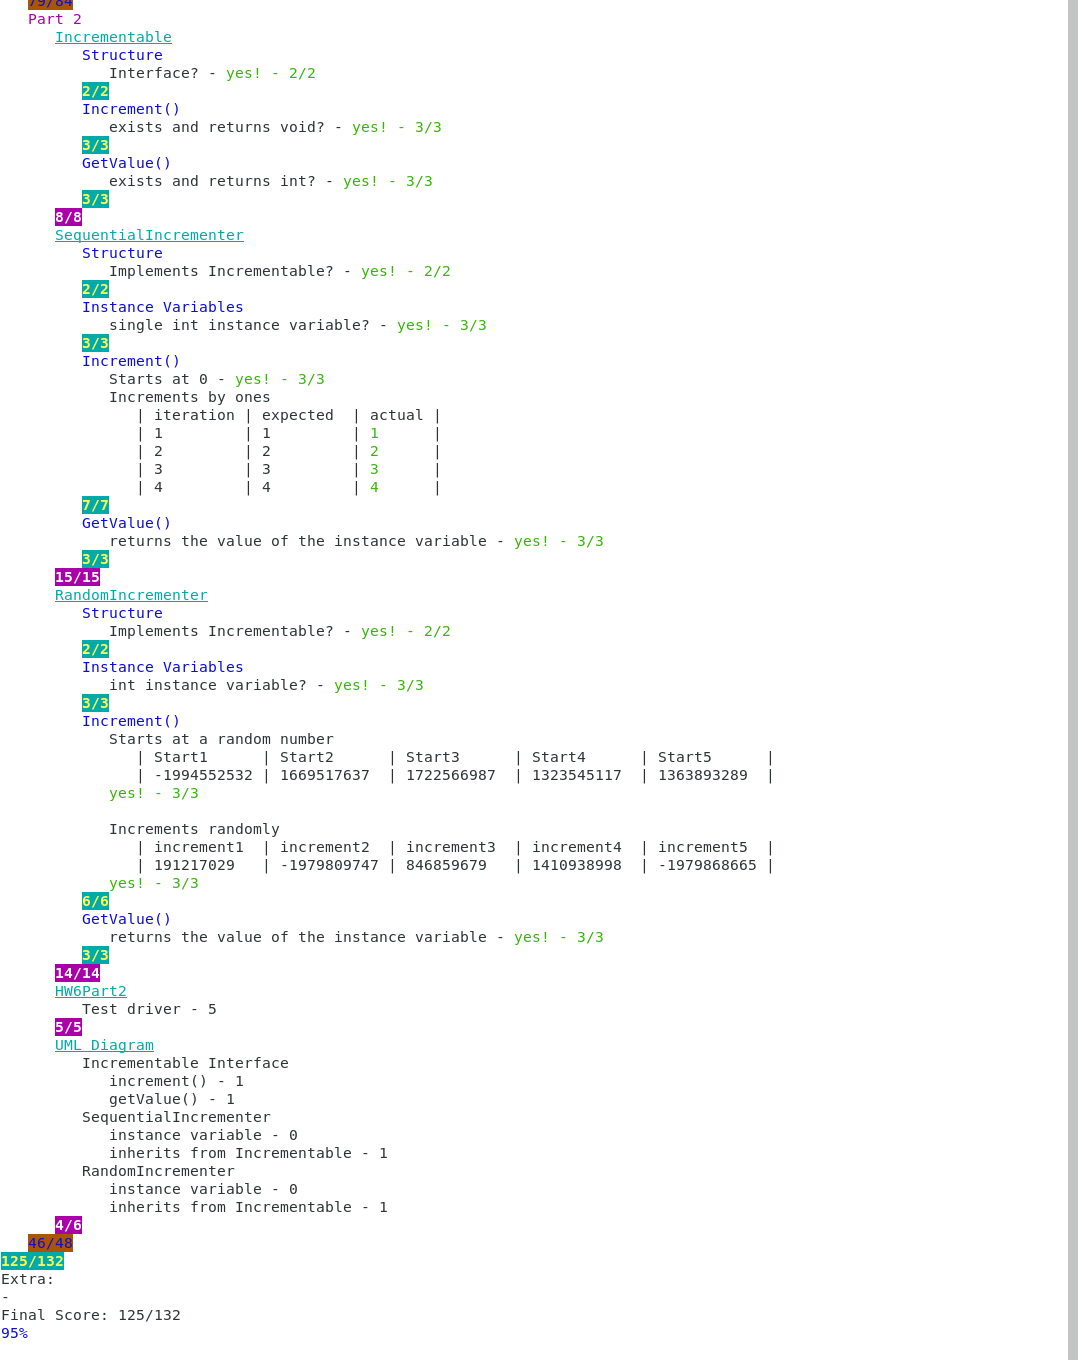 79/84
Part 2
Incrementable
Structure
Interface? - yes! - 2/2
2/2
Increment()
exists and returns void? - yes! - 3/3
3/3
GetValue()
exists and returns int? - yes! - 3/3
3/3
8/8
SequentialIncrementer
Structure
Implements Incrementable? - yes! - 2/2
2/2
Instance Variables
single int instance variable? - yes! - 3/3
3/3
Increment()
Starts at 0 - yes! - 3/3
Increments by ones
| iteration | expected  | actual |
| 1         | 1         | 1      |
| 2         | 2         | 2      |
| 3         | 3         | 3      |
| 4         | 4         | 4      |
7/7
GetValue()
returns the value of the instance variable - yes! - 3/3
3/3
15/15
RandomIncrementer
Structure
Implements Incrementable? - yes! - 2/2
2/2
Instance Variables
int instance variable? - yes! - 3/3
3/3
Increment()
Starts at a random number
| Start1      | Start2      | Start3      | Start4      | Start5      |
| -1994552532 | 1669517637  | 1722566987  | 1323545117  | 1363893289  |
yes! - 3/3
Increments randomly
| increment1  | increment2  | increment3  | increment4  | increment5  |
| 191217029   | -1979809747 | 846859679   | 1410938998  | -1979868665 |
yes! - 3/3
6/6
GetValue()
returns the value of the instance variable - yes! - 3/3
3/3
14/14
HW6Part2
Test driver - 5
5/5
UML Diagram
Incrementable Interface
increment() - 1
getValue() - 1
SequentialIncrementer
instance variable - 0
inherits from Incrementable - 1
RandomIncrementer
instance variable - 0
inherits from Incrementable - 1
4/6
46/48
125/132
Extra:
-
Final Score: 125/132
95%